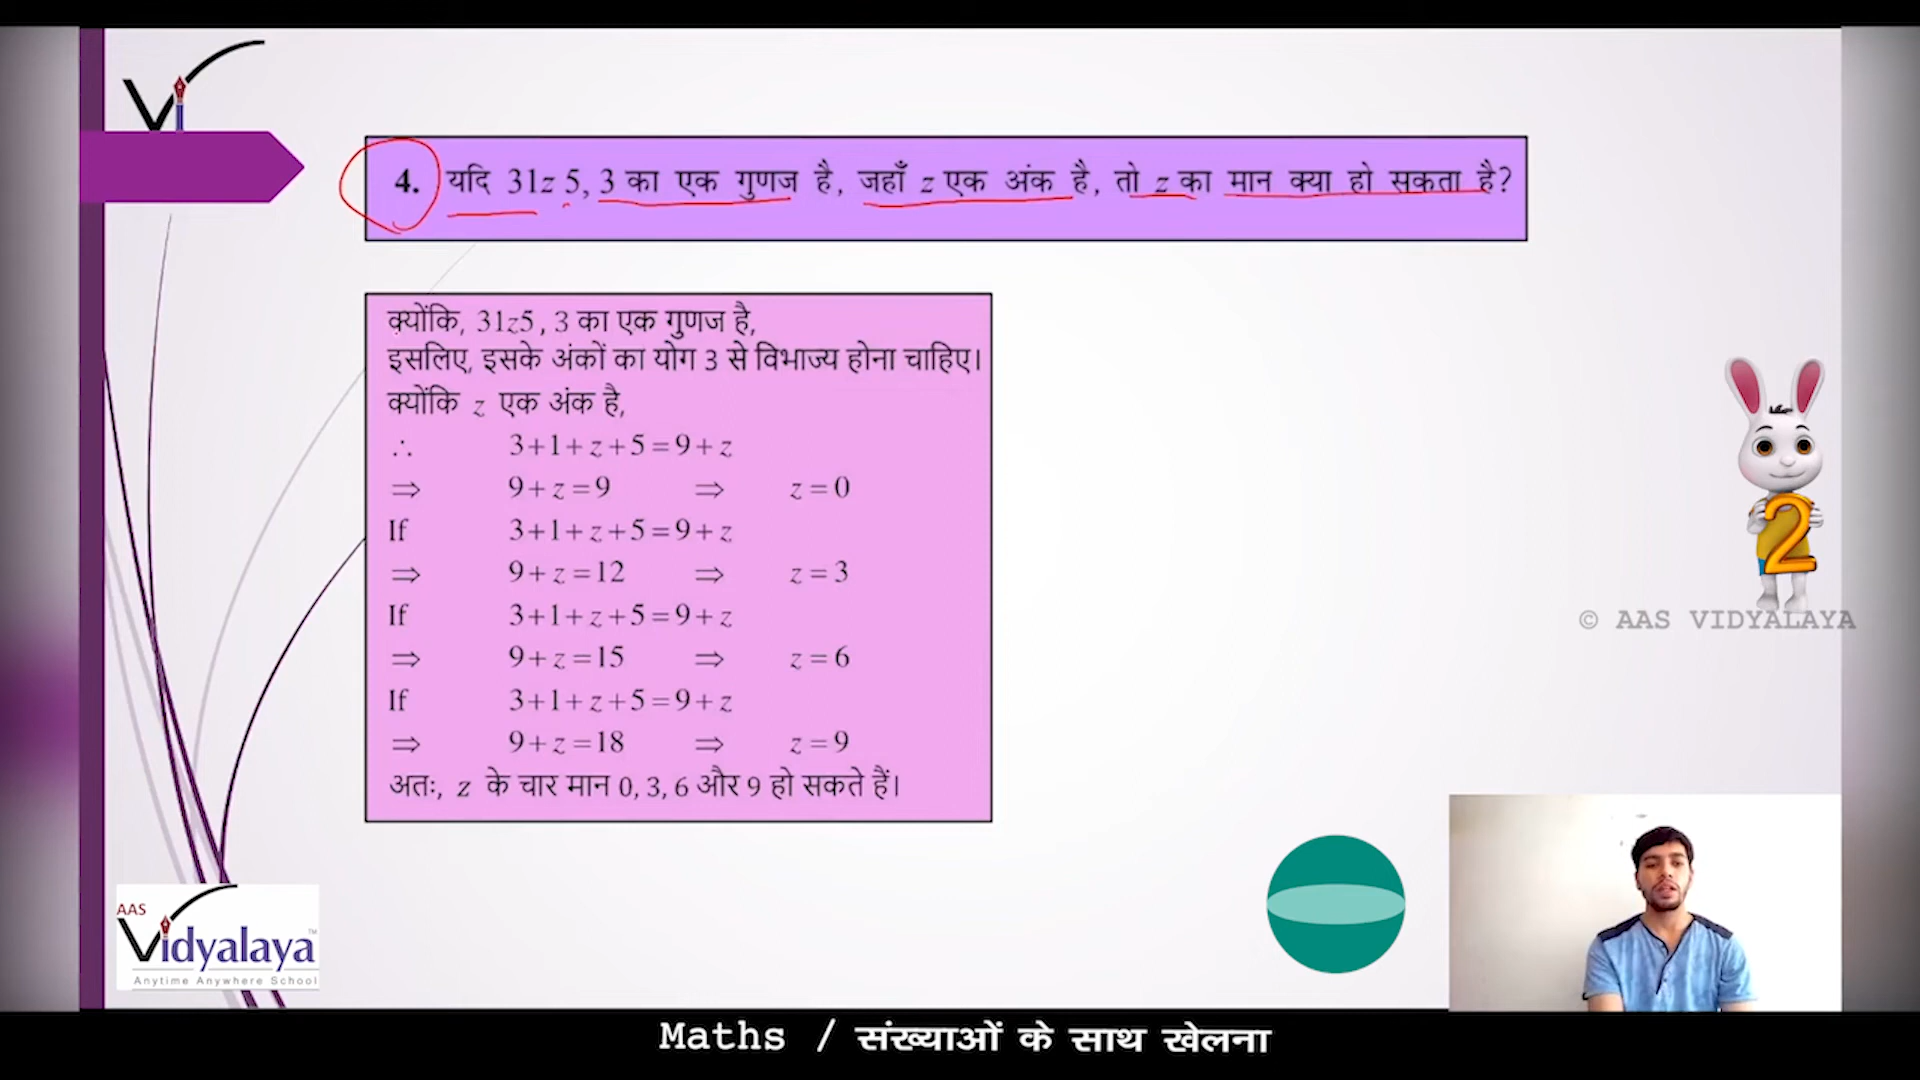 4. यदि 31z 5, 3 का एक गुणज है, जहाँ z एक अंक है, तो z का मान क्या हो सकता है?
क्योंकि, 31z5, 3 का एक गुणज है,
इसलिए, इसके अंकों का योग 3 से विभाज्य होना चाहिए।
क्योंकि z एक अंक है,
∴ 3+1+z+5=9+z
⇒ 9+z=9 ⇒ z=0
If 3+1+z+5=9+z
⇒ 9+z=12 ⇒ z=3
If 3+1+z+5=9+z
⇒ 9+z=15 ⇒ z=6
If 3+1+z+5=9+z
⇒ 9+z=18 ⇒ z=9
अतः, z के चार मान 0, 3, 6 और 9 हो सकते हैं।
2
© AAS VIDYALAYA
AAS
Vidyalaya TM
Anytime Anywhere School
Maths / संख्याओं के साथ खेलना